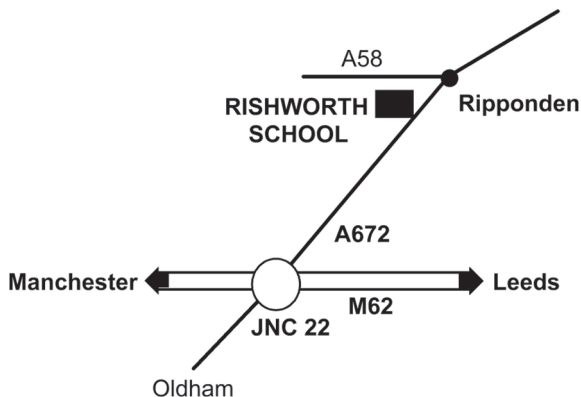 A58
RISHWORTH
SCHOOL
Ripponden
A672
Manchester
Leeds
M62
JNC 22
Oldham